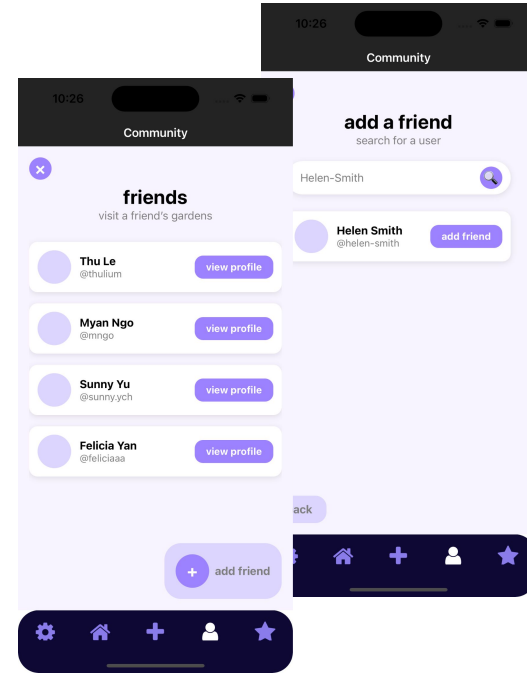 10:26
Community
add a friend
search for a user
Helen-Smith
Helen Smith
@helen-smith
add friend
ack
10:26
Community
friends
visit a friend's gardens
Thu Le
@thulium
view profile
Myan Ngo
@mngo
view profile
Sunny Yu
@sunny.ych
view profile
Felicia Yan
@feliciaaa
view profile
add friend